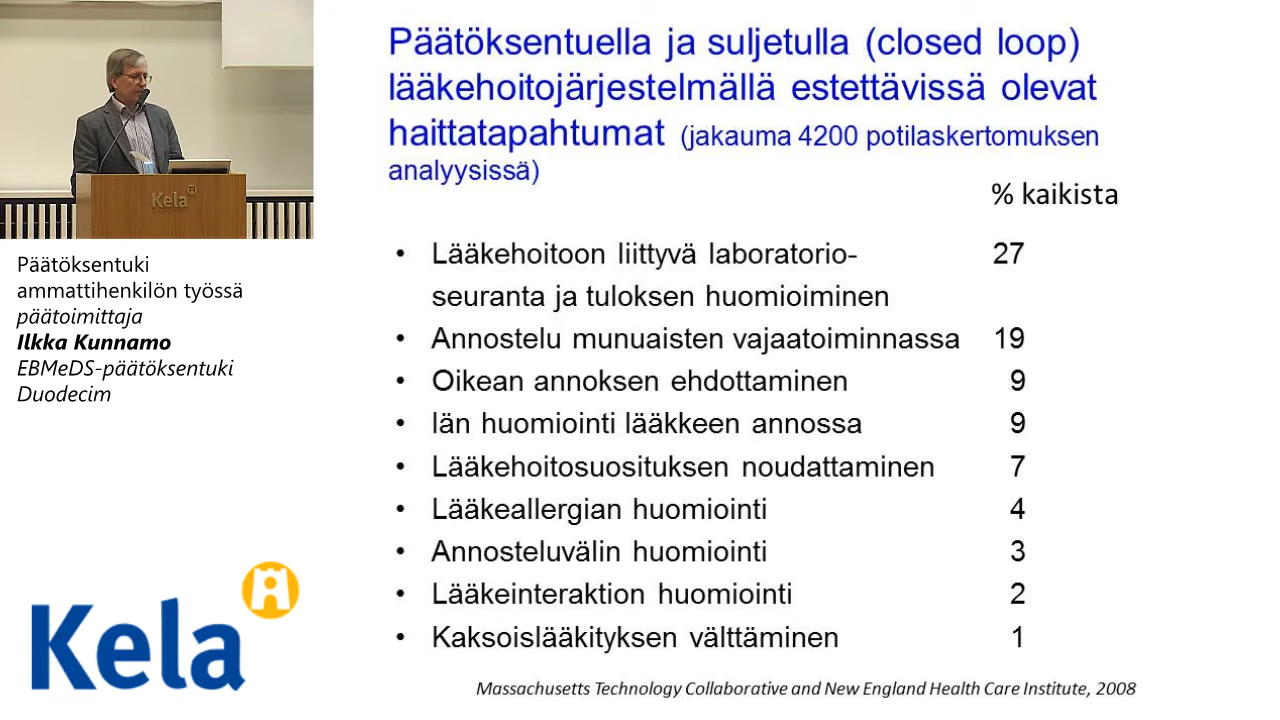 Kela
Päätöksentuki
ammattihenkilön työssä
päätoimittaja
Ilkka Kunnamo
EBMeDS-päätöksentuki
Duodecim
Kela
Päätöksentuella ja suljetulla (closed loop)
lääkehoitojärjestelmällä estettävissä olevat
haittatapahtumat (jakauma 4200 potilaskertomuksen
analyysissä)
% kaikista
• Lääkehoitoon liittyvä laboratorio- 27
seuranta ja tuloksen huomioiminen
• Annostelu munuaisten vajaatoiminnassa 19
• Oikean annoksen ehdottaminen 9
• Iän huomiointi lääkkeen annossa 9
• Lääkehoitosuosituksen noudattaminen 7
• Lääkeallergian huomiointi 4
• Annosteluvälin huomiointi 3
• Lääkeinteraktion huomiointi 2
• Kaksoislääkityksen välttäminen 1
Massachusetts Technology Collaborative and New England Health Care Institute, 2008